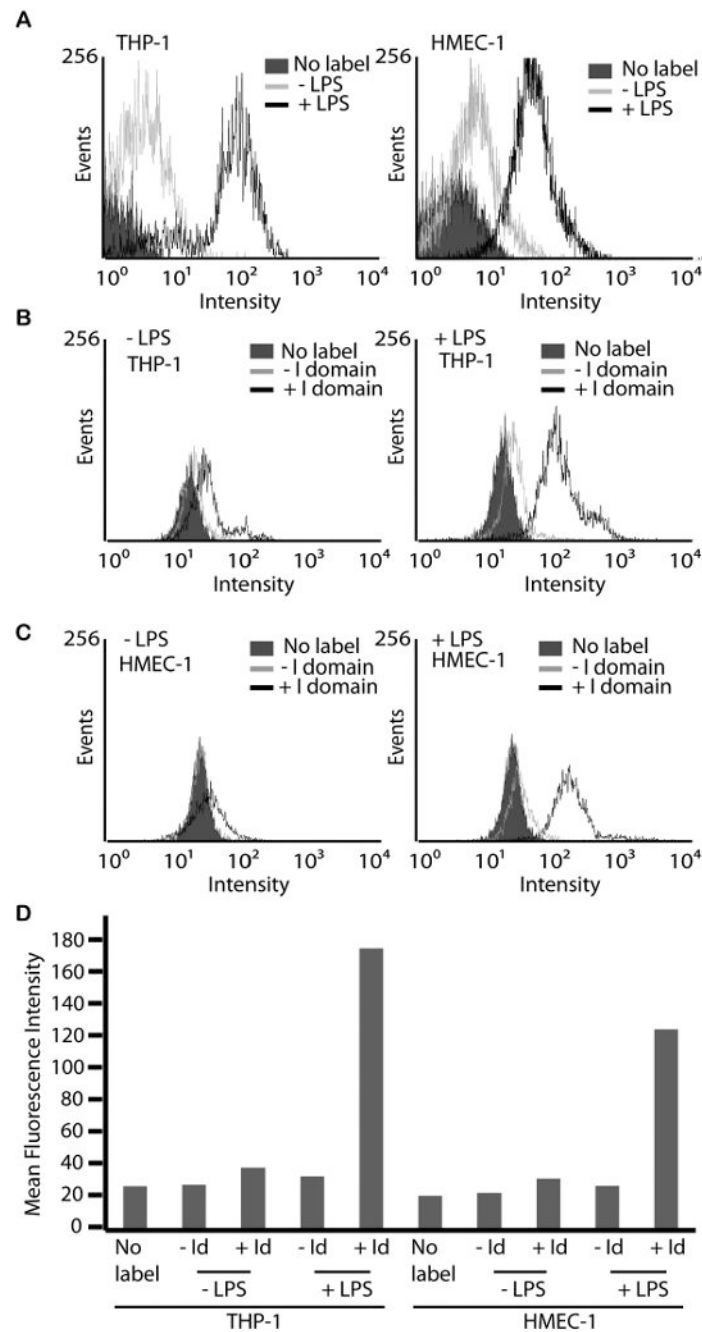 A
THP-1
256
No label
- LPS
+ LPS
Events
10⁰ 10¹ 10² 10³ 10⁴
Intensity
HMEC-1
256
No label
- LPS
+ LPS
Events
10⁰ 10¹ 10² 10³ 10⁴
Intensity
B
256
- LPS
THP-1
No label
- I domain
+ I domain
Events
10⁰ 10¹ 10² 10³ 10⁴
Intensity
256
+ LPS
THP-1
No label
- I domain
+ I domain
Events
10⁰ 10¹ 10² 10³ 10⁴
Intensity
C
256
- LPS
HMEC-1
No label
- I domain
+ I domain
Events
10⁰ 10¹ 10² 10³ 10⁴
Intensity
256
+ LPS
HMEC-1
No label
- I domain
+ I domain
Events
10⁰ 10¹ 10² 10³ 10⁴
Intensity
D
Mean Fluorescence Intensity
180
160
140
120
100
80
60
40
20
0
No label
- Id + Id
- LPS
- Id + Id
+ LPS
THP-1
No label
- Id + Id
- LPS
- Id + Id
+ LPS
HMEC-1